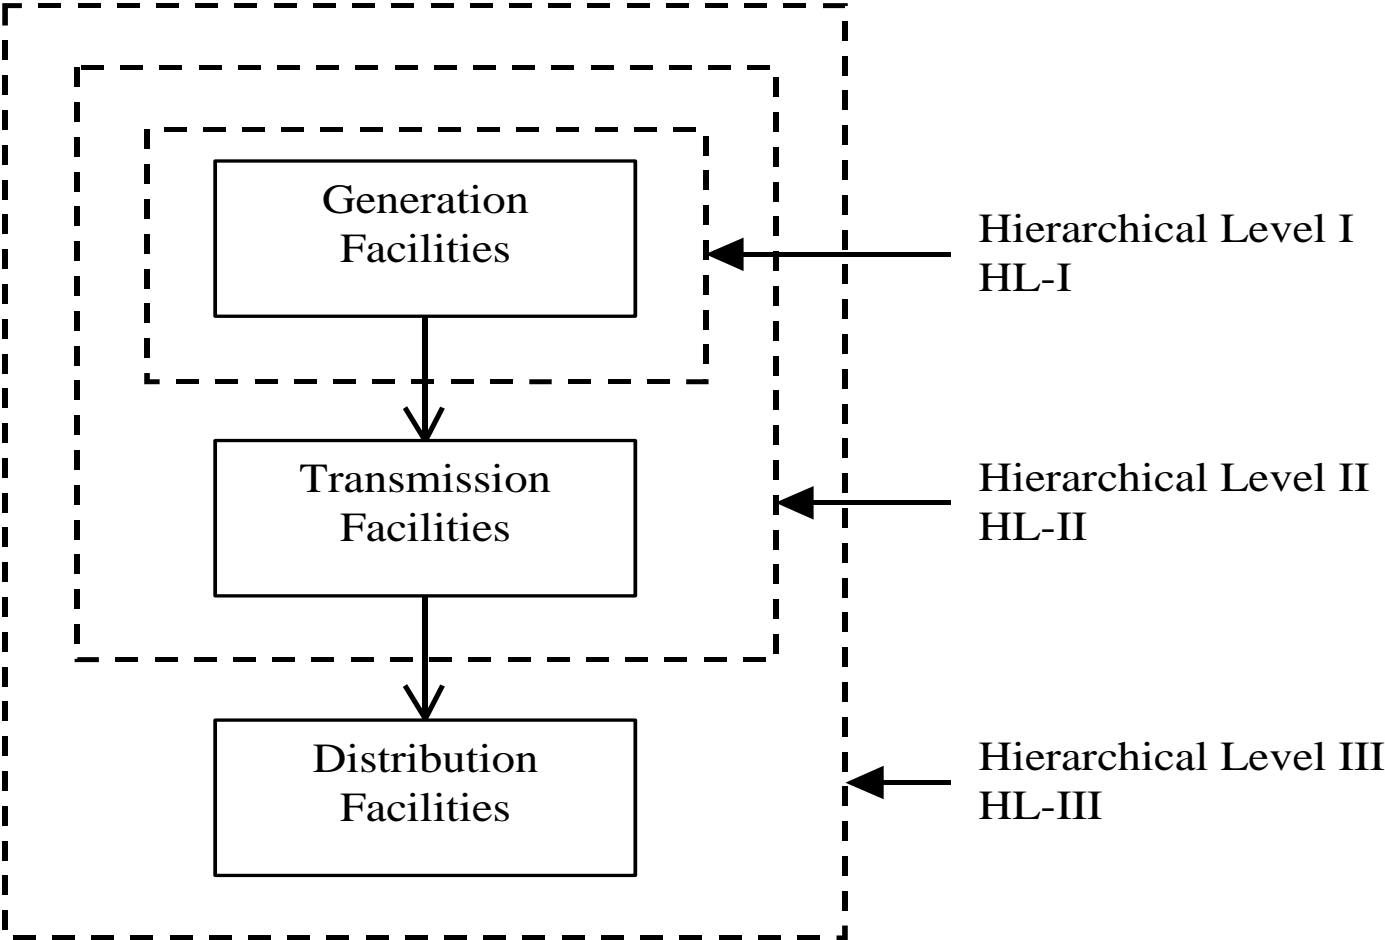 Generation
Facilities
Hierarchical Level I
HL-I
Transmission
Facilities
Hierarchical Level II
HL-II
Distribution
Facilities
Hierarchical Level III
HL-III